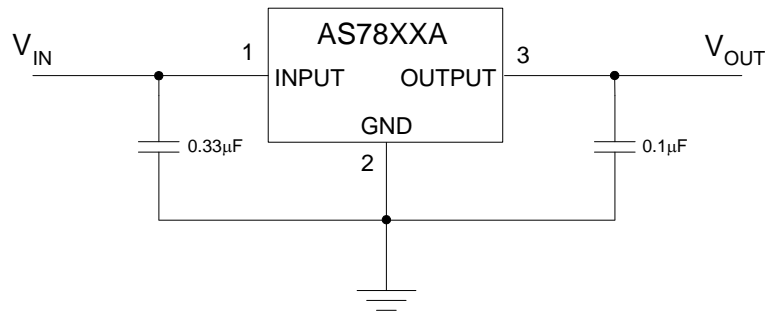 AS78XXA
V_IN
1
3
V_OUT
INPUT
OUTPUT
GND
2
0.33μF
0.1μF